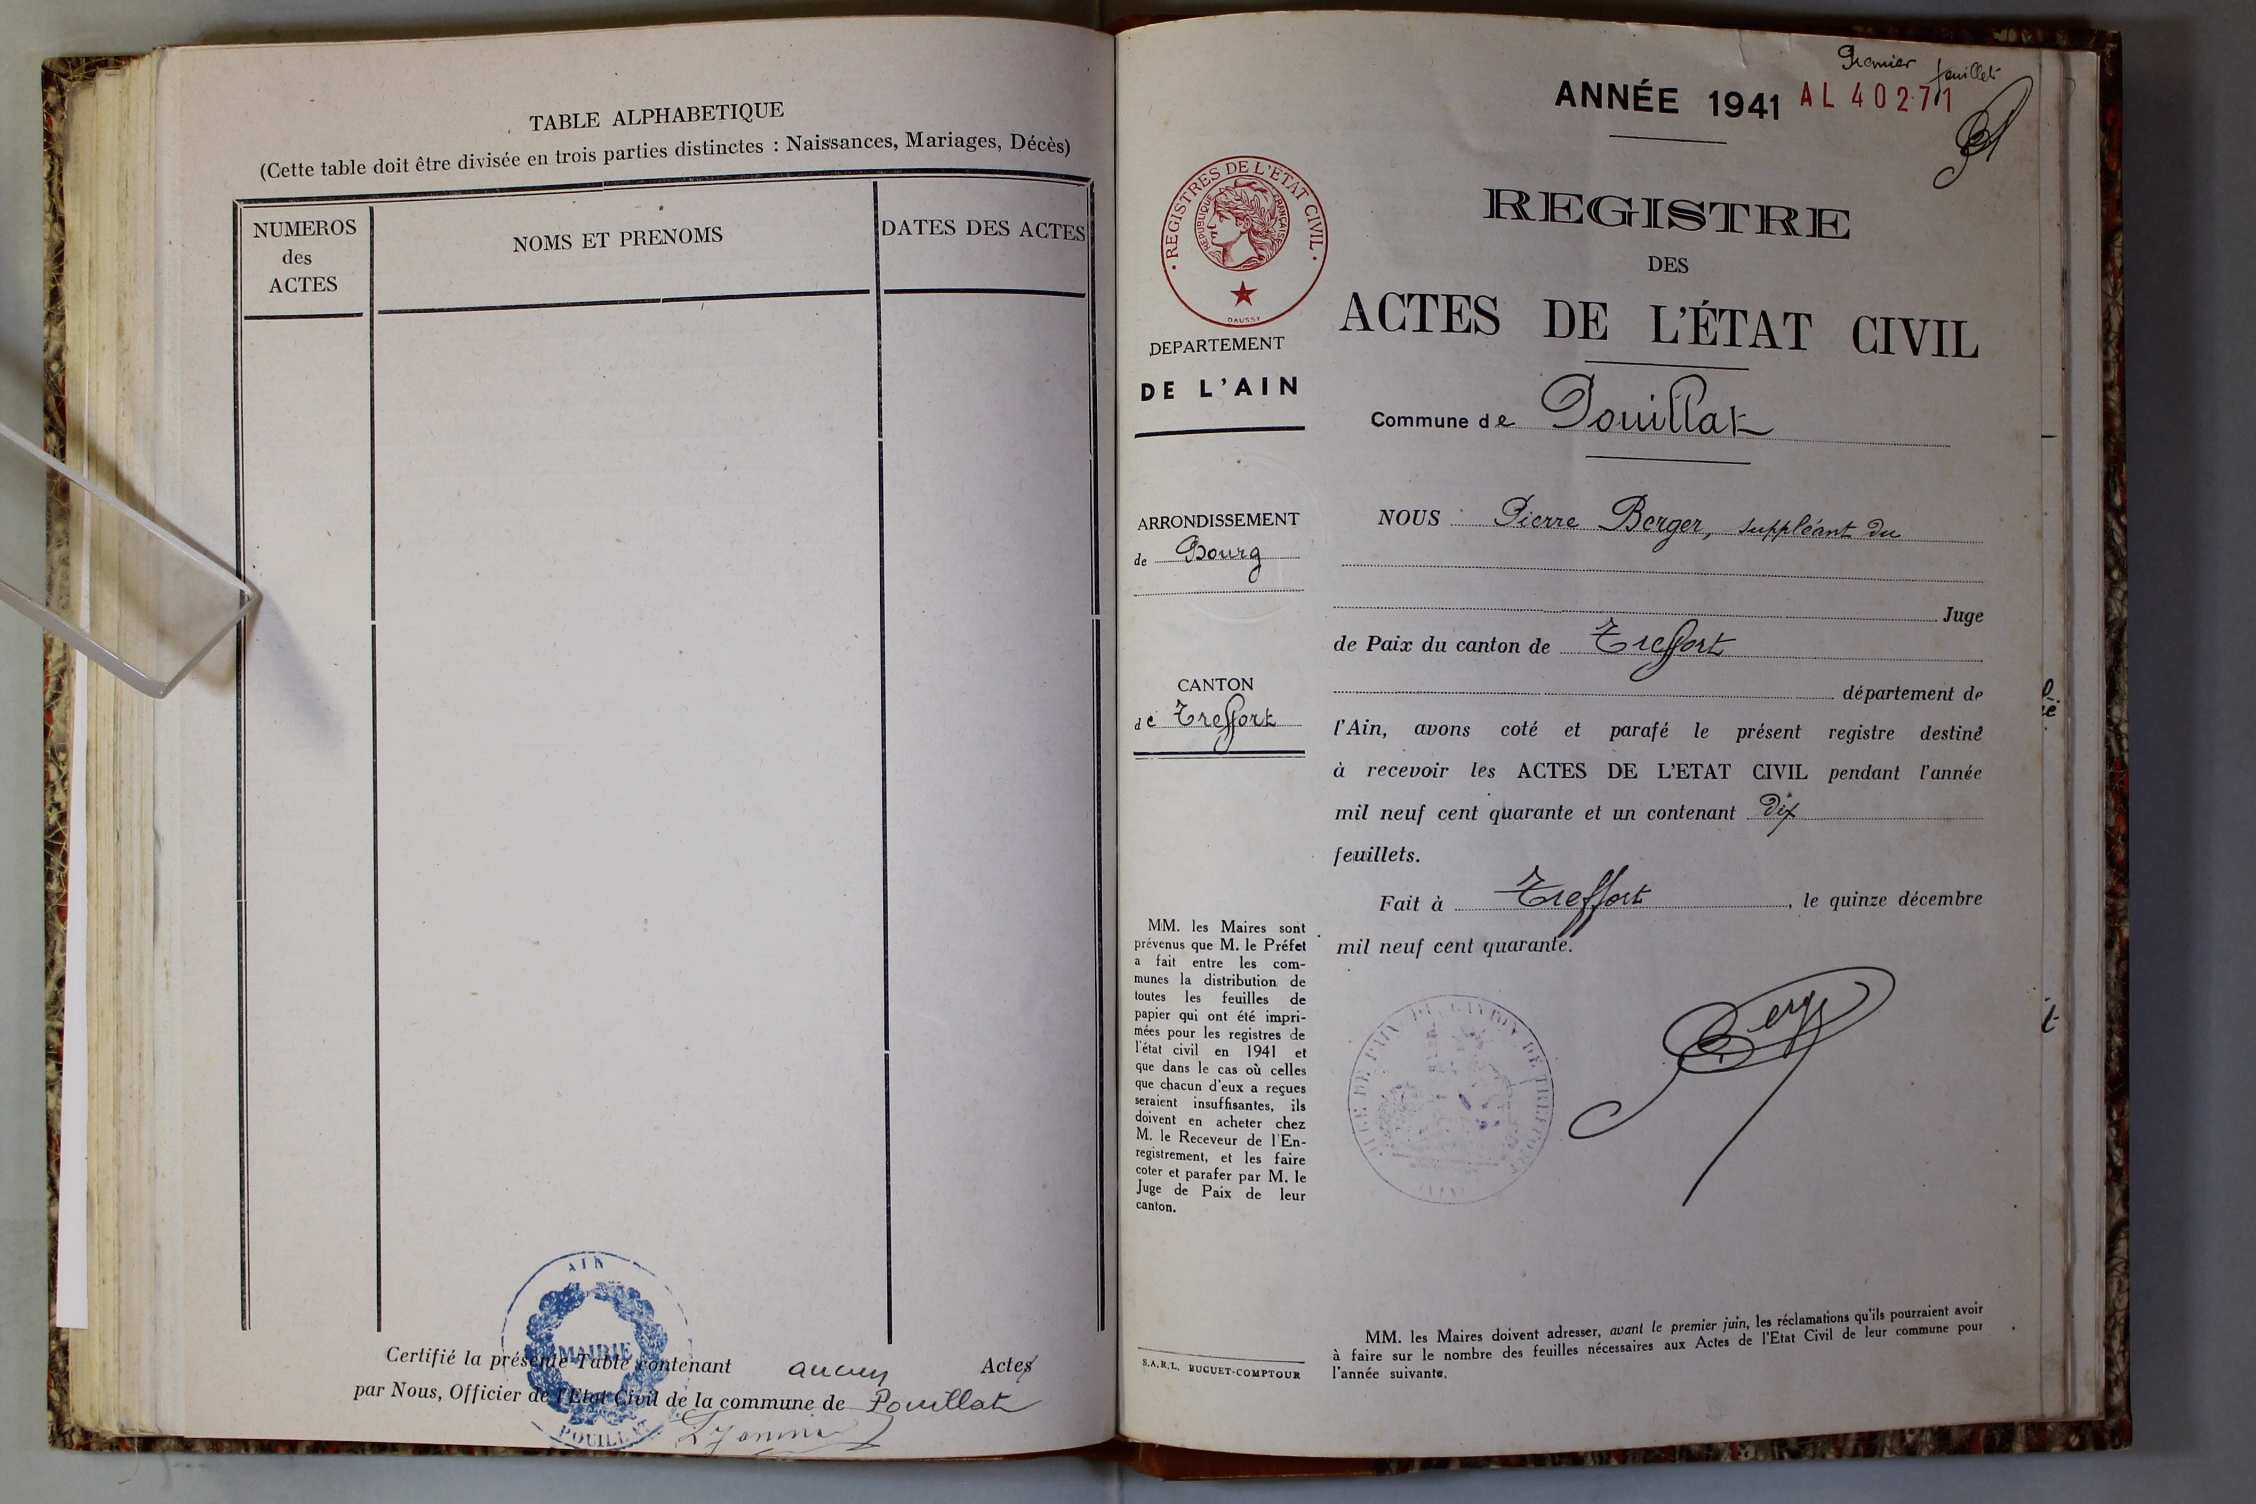 TABLE ALPHABETIQUE
(Cette table doit être divisée en trois parties distinctes : Naissances, Mariages, Décès)
NUMEROS
des
ACTES
NOMS ET PRENOMS
DATES DES ACTES
AIN
MAIRIE
POUILLAT
Certifié la présente Table contenant aucun Actes
par Nous, Officier de l'Etat Civil de la commune de Pouillat
Premier feuillet
ANNÉE 1941 AL 40271
REGISTRES DE L'ETAT CIVIL
REPUBLIQUE FRANÇAISE
DAUSSY
REGISTRE
DES
ACTES DE L'ÉTAT CIVIL
DEPARTEMENT
DE L'AIN
Commune de Pouillat
ARRONDISSEMENT
de Bourg
CANTON
de Treffort
NOUS Pierre Berger, suppléant du
Juge
de Paix du canton de Treffort
département de
l'Ain, avons coté et parafé le présent registre destiné
à recevoir les ACTES DE L'ETAT CIVIL pendant l'année
mil neuf cent quarante et un contenant Dix
feuillets.
Fait à Treffort, le quinze décembre
mil neuf cent quarante.
MM. les Maires sont
prévenus que M. le Préfet
a fait entre les com-
munes la distribution de
toutes les feuilles de
papier qui ont été impri-
mées pour les registres de
l'état civil en 1941 et
que dans le cas où celles
que chacun d'eux a reçues
seraient insuffisantes, ils
doivent en acheter chez
M. le Receveur de l'En-
registrement, et les faire
coter et parafer par M. le
Juge de Paix de leur
canton.
JUGE DE PAIX DU CANTON DE TREFFORT
Berger
MM. les Maires doivent adresser, avant le premier juin, les réclamations qu'ils pourraient avoir
à faire sur le nombre des feuilles nécessaires aux Actes de l'Etat Civil de leur commune pour
l'année suivante.
S.A.R.L. BUGUET-COMPTOUR